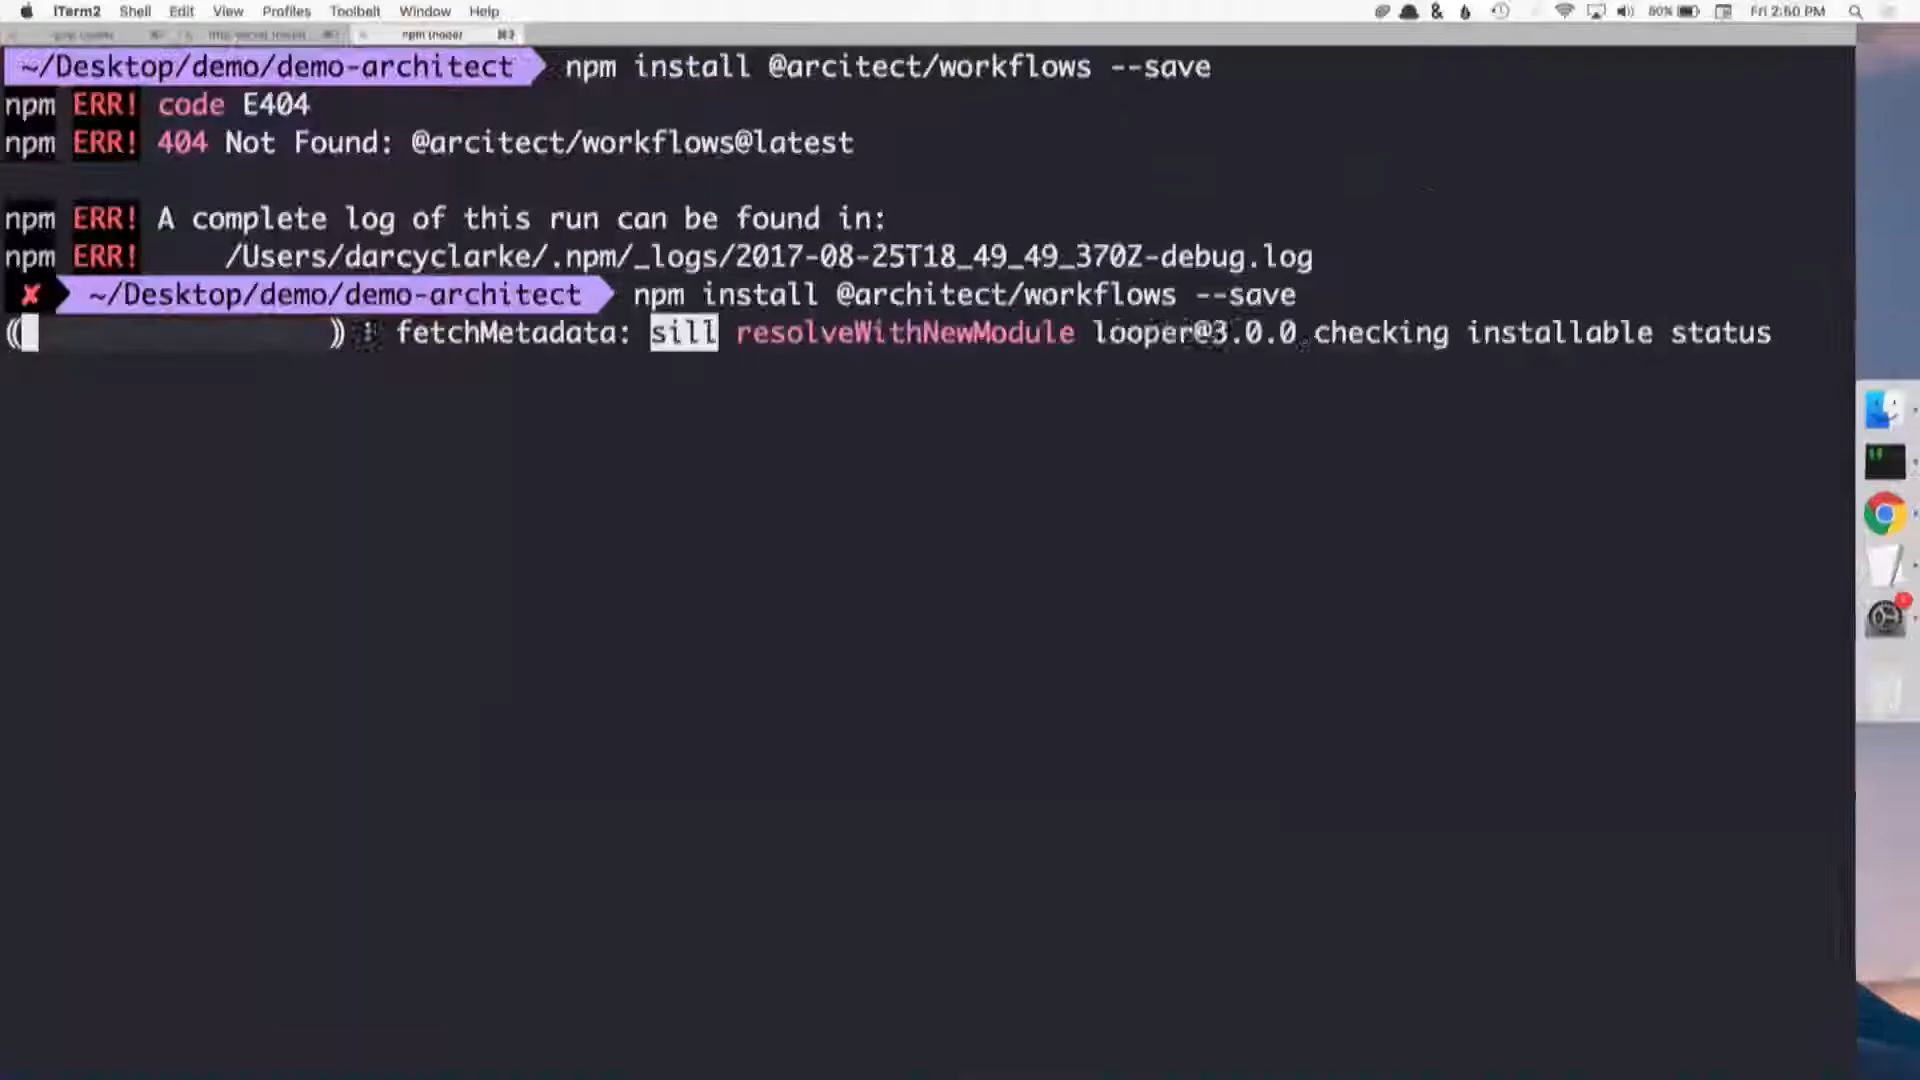 iTerm2 Shell Edit View Profiles Toolbelt Window Help 80% Fri 2:50 PM
npm (node) ⌘3
~/Desktop/demo/demo-architect npm install @arcitect/workflows --save
npm ERR! code E404
npm ERR! 404 Not Found: @arcitect/workflows@latest
npm ERR! A complete log of this run can be found in:
npm ERR! /Users/darcyclarke/.npm/_logs/2017-08-25T18_49_49_370Z-debug.log
✘ ~/Desktop/demo/demo-architect npm install @architect/workflows --save
(( )) ⠸ fetchMetadata: sill resolveWithNewModule looper@3.0.0 checking installable status